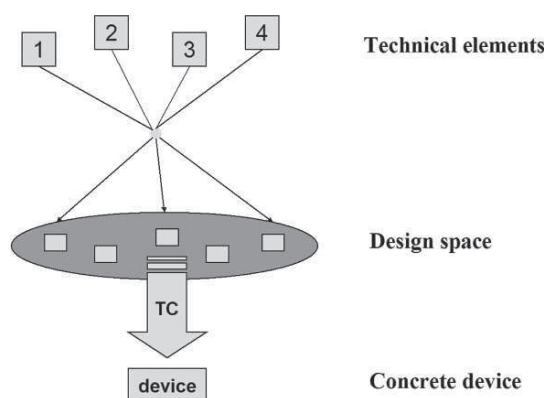 1 2 3 4 Technical elements
Design space
TC
device Concrete device